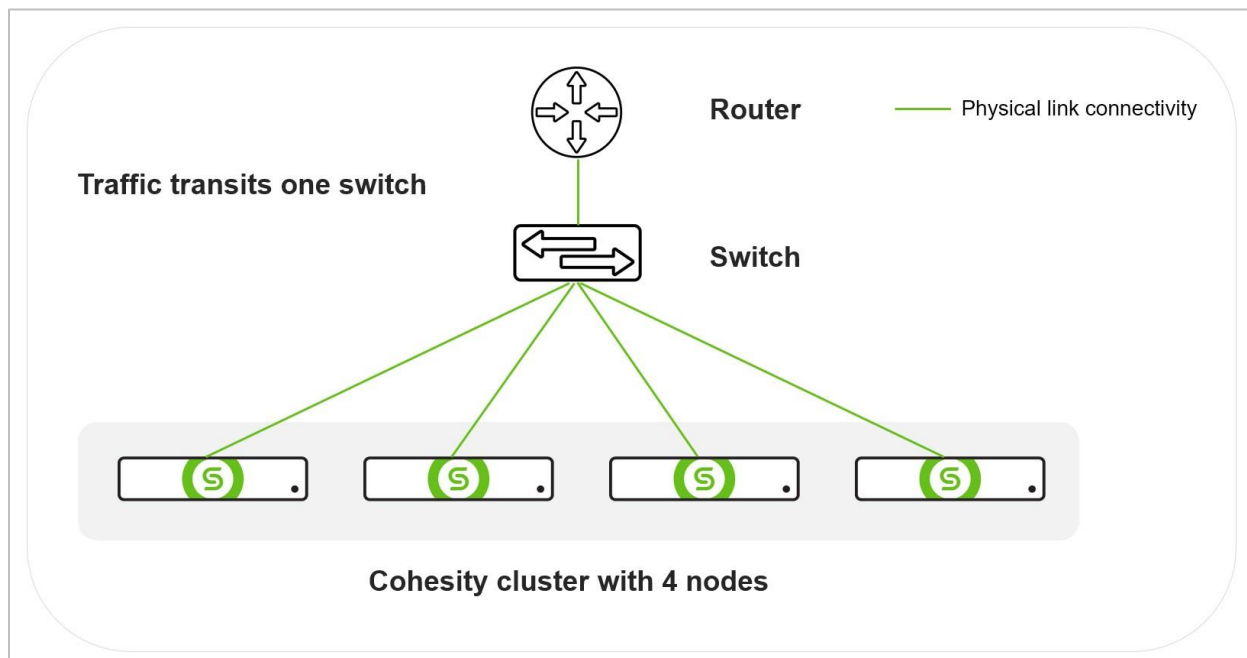 Router
Physical link connectivity
Traffic transits one switch
Switch
Cohesity cluster with 4 nodes